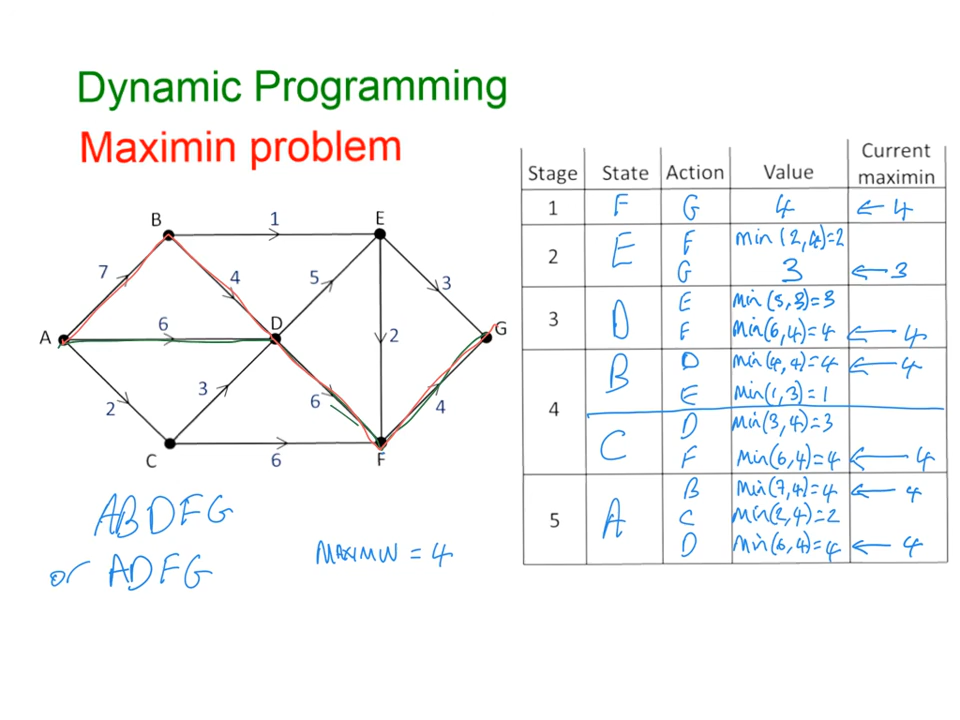 Dynamic Programming
Maximin problem
Stage State Action Value Current maximin
1 F G 4 ← 4
2 E F min(2,4)=2
G 3 ← 3
3 D E Min(5,3)=3
F Min(6,4)=4 ← 4
4 B D Min(4,4)=4 ← 4
E Min(1,3)=1
C D Min(3,4)=3
F Min(6,4)=4 ← 4
5 A B Min(7,4)=4 ← 4
C Min(2,4)=2
D Min(6,4)=4 ← 4
B 1 E
7 4 5 3
A 6 D 2 G
2 3 6 4
C 6 F
ABDFG
or ADFG
MAXIMIN = 4